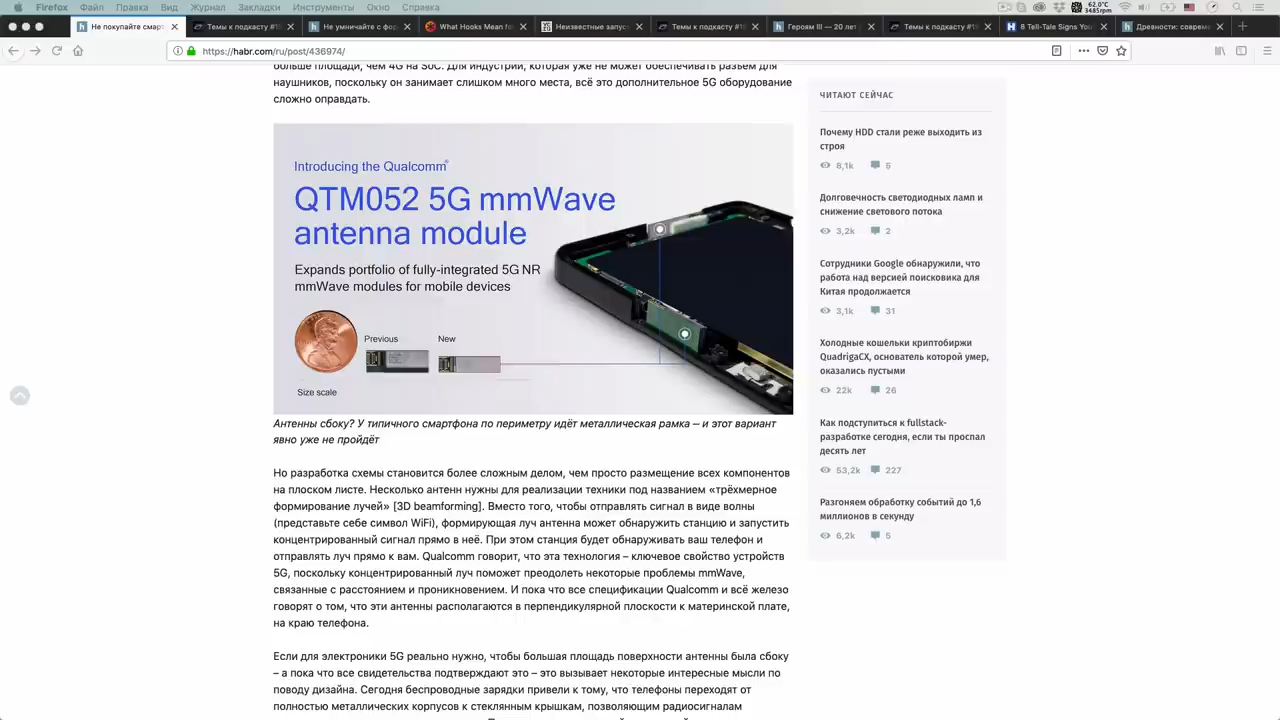 Firefox Файл Правка Вид Журнал Закладки Инструменты Окно Справка
62.0°C
3485rpm
Не покупайте смарт
Темы к подкасту #1
Не умничайте с фор
What Hooks Mean fo
Неизвестные запус
Темы к подкасту #1
Героям III — 20 лет
Темы к подкасту #1
8 Tell-Tale Signs You
Древности: соврем
https://habr.com/ru/post/436974/
больше площади, чем 4G на SoC. Для индустрии, которая уже не может обеспечивать разъём для
наушников, поскольку он занимает слишком много места, всё это дополнительное 5G оборудование
сложно оправдать.
Introducing the Qualcomm®
QTM052 5G mmWave
antenna module
Expands portfolio of fully-integrated 5G NR
mmWave modules for mobile devices
Previous
New
Size scale
Антенны сбоку? У типичного смартфона по периметру идёт металлическая рамка – и этот вариант
явно уже не пройдёт
Но разработка схемы становится более сложным делом, чем просто размещение всех компонентов
на плоском листе. Несколько антенн нужны для реализации техники под названием «трёхмерное
формирование лучей» [3D beamforming]. Вместо того, чтобы отправлять сигнал в виде волны
(представьте себе символ WiFi), формирующая луч антенна может обнаружить станцию и запустить
концентрированный сигнал прямо в неё. При этом станция будет обнаруживать ваш телефон и
отправлять луч прямо к вам. Qualcomm говорит, что эта технология – ключевое свойство устройств
5G, поскольку концентрированный луч поможет преодолеть некоторые проблемы mmWave,
связанные с расстоянием и проникновением. И пока что все спецификации Qualcomm и всё железо
говорят о том, что эти антенны располагаются в перпендикулярной плоскости к материнской плате,
на краю телефона.
Если для электроники 5G реально нужно, чтобы большая площадь поверхности антенны была сбоку
– а пока что все свидетельства подтверждают это – это вызывает некоторые интересные мысли по
поводу дизайна. Сегодня беспроводные зарядки привели к тому, что телефоны переходят от
полностью металлических корпусов к стеклянным крышкам, позволяющим радиосигналам
ЧИТАЮТ СЕЙЧАС
Почему HDD стали реже выходить из
строя
8,1k 5
Долговечность светодиодных ламп и
снижение светового потока
3,2k 2
Сотрудники Google обнаружили, что
работа над версией поисковика для
Китая продолжается
3,1k 31
Холодные кошельки криптобиржи
QuadrigaCX, основатель которой умер,
оказались пустыми
22k 26
Как подступиться к fullstack-
разработке сегодня, если ты проспал
десять лет
53,2k 227
Разгоняем обработку событий до 1,6
миллионов в секунду
6,2k 5